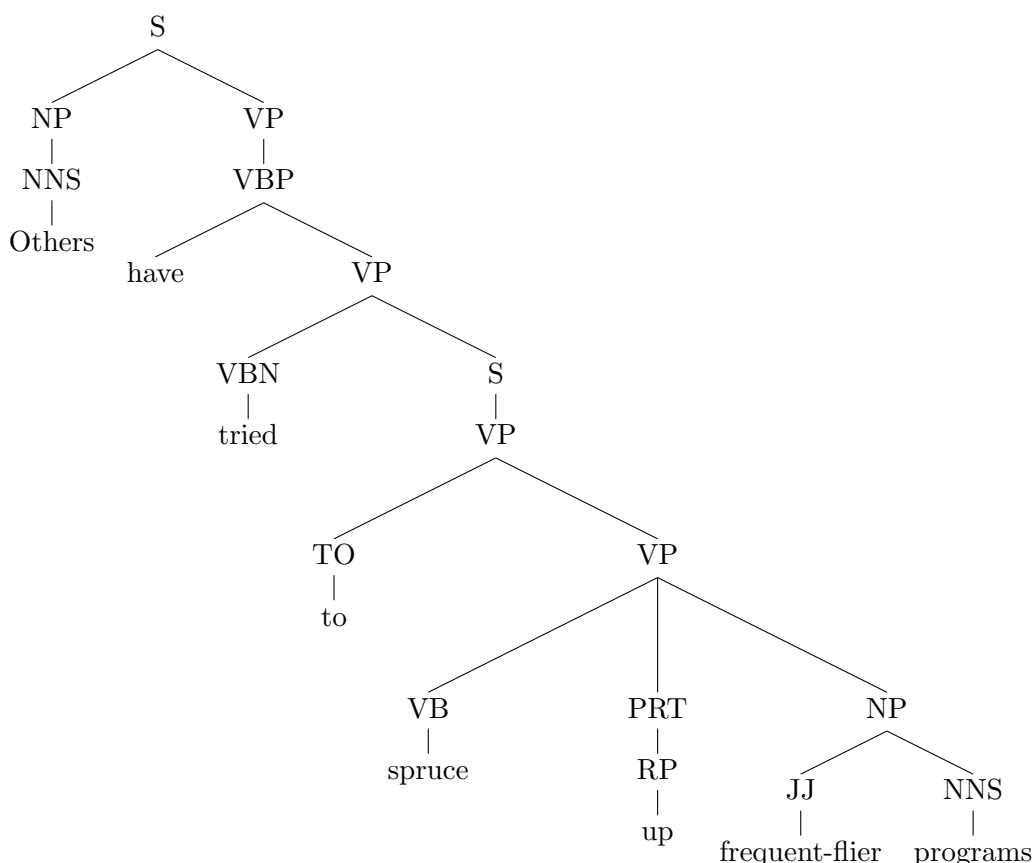 S
NP VP
NNS VBP
Others
have VP
VBN S
tried VP
TO VP
to
VB PRT NP
spruce RP JJ NNS
up
frequent-flier programs